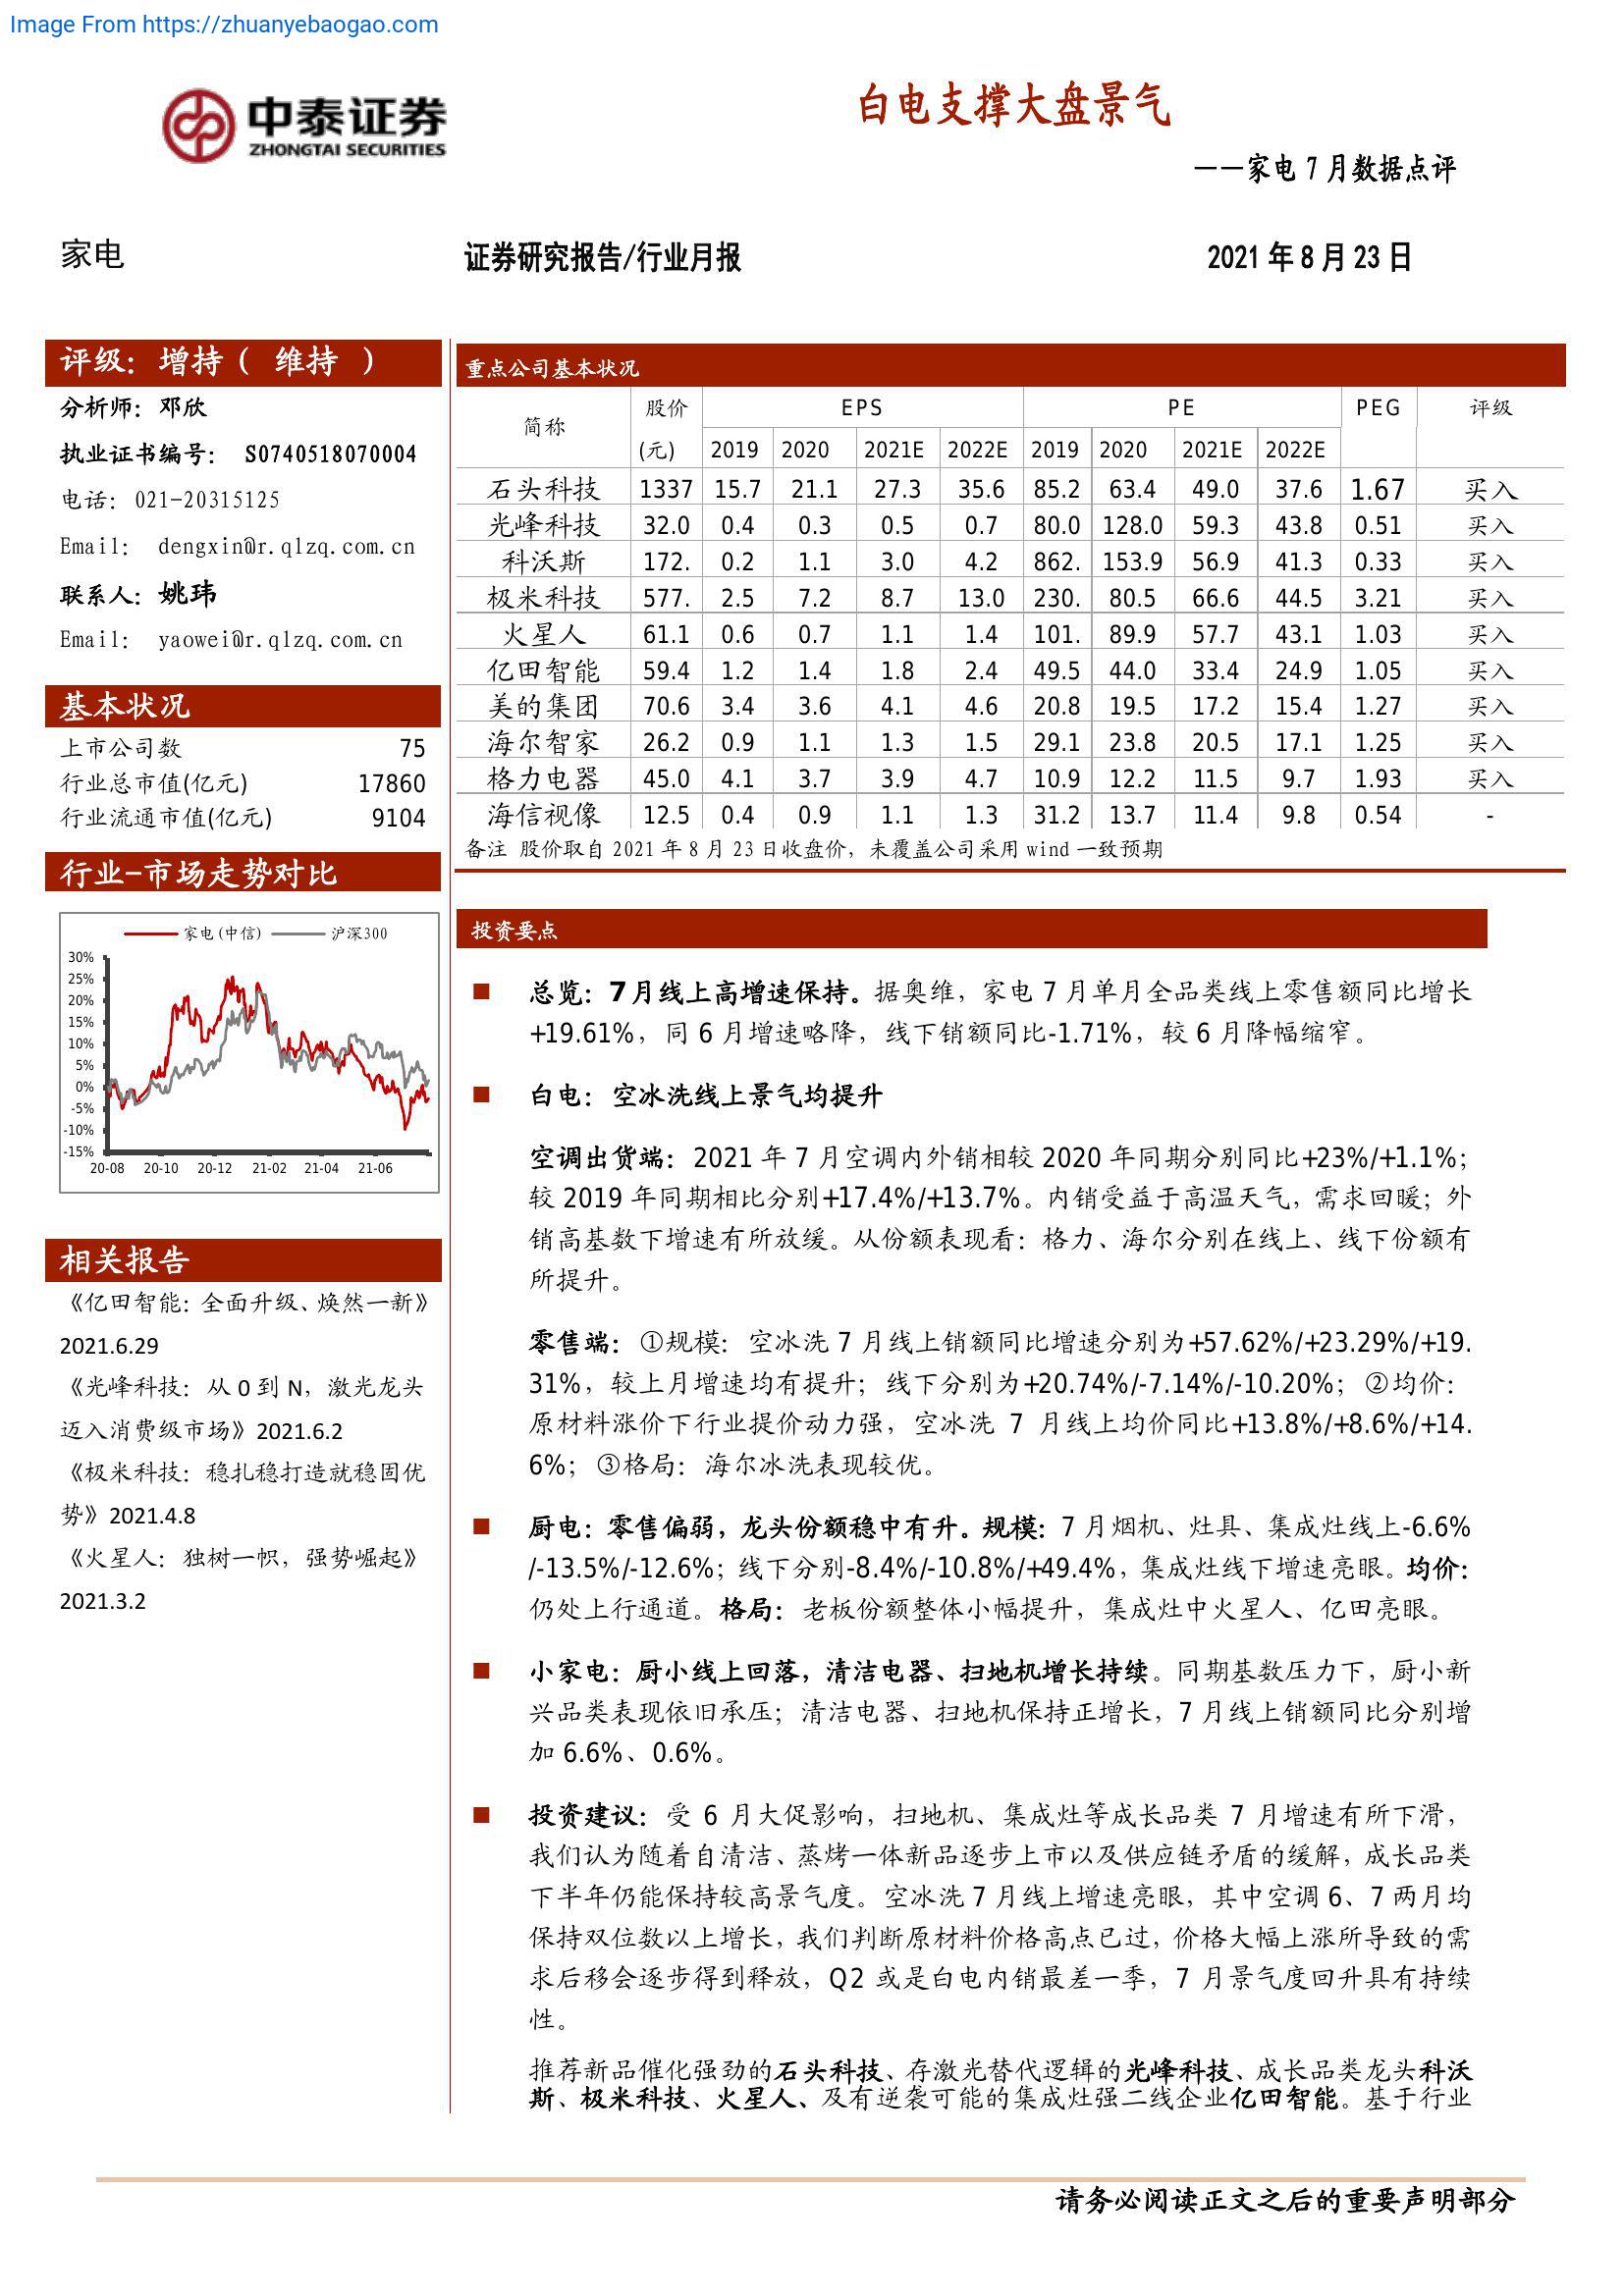 Image From https://zhuanyebaogao.com
中泰证券
ZHONGTAI SECURITIES
白电支撑大盘景气
——家电 7 月数据点评
家电
证券研究报告/行业月报
2021 年 8 月 23 日
评级：增持（ 维持 ）
分析师：邓欣
执业证书编号： S0740518070004
电话：021-20315125
Email： dengxin@r.qlzq.com.cn
联系人：姚玮
Email： yaowei@r.qlzq.com.cn
基本状况
上市公司数 75
行业总市值(亿元) 17860
行业流通市值(亿元) 9104
行业-市场走势对比
家电(中信) 沪深300
30%
25%
20%
15%
10%
5%
0%
-5%
-10%
-15%
20-08 20-10 20-12 21-02 21-04 21-06
相关报告
《亿田智能：全面升级、焕然一新》
2021.6.29
《光峰科技：从 0 到 N，激光龙头
迈入消费级市场》2021.6.2
《极米科技：稳扎稳打造就稳固优
势》2021.4.8
《火星人：独树一帜，强势崛起》
2021.3.2
重点公司基本状况
简称 股价 EPS PE PEG 评级
(元) 2019 2020 2021E 2022E 2019 2020 2021E 2022E
石头科技 1337 15.7 21.1 27.3 35.6 85.2 63.4 49.0 37.6 1.67 买入
光峰科技 32.0 0.4 0.3 0.5 0.7 80.0 128.0 59.3 43.8 0.51 买入
科沃斯 172. 0.2 1.1 3.0 4.2 862. 153.9 56.9 41.3 0.33 买入
极米科技 577. 2.5 7.2 8.7 13.0 230. 80.5 66.6 44.5 3.21 买入
火星人 61.1 0.6 0.7 1.1 1.4 101. 89.9 57.7 43.1 1.03 买入
亿田智能 59.4 1.2 1.4 1.8 2.4 49.5 44.0 33.4 24.9 1.05 买入
美的集团 70.6 3.4 3.6 4.1 4.6 20.8 19.5 17.2 15.4 1.27 买入
海尔智家 26.2 0.9 1.1 1.3 1.5 29.1 23.8 20.5 17.1 1.25 买入
格力电器 45.0 4.1 3.7 3.9 4.7 10.9 12.2 11.5 9.7 1.93 买入
海信视像 12.5 0.4 0.9 1.1 1.3 31.2 13.7 11.4 9.8 0.54 -
备注 股价取自 2021 年 8 月 23 日收盘价，未覆盖公司采用 wind 一致预期
投资要点
■ 总览：7 月线上高增速保持。据奥维，家电 7 月单月全品类线上零售额同比增长
+19.61%，同 6 月增速略降，线下销额同比-1.71%，较 6 月降幅缩窄。
■ 白电：空冰洗线上景气均提升
空调出货端：2021 年 7 月空调内外销相较 2020 年同期分别同比+23%/+1.1%；
较 2019 年同期相比分别+17.4%/+13.7%。内销受益于高温天气，需求回暖；外
销高基数下增速有所放缓。从份额表现看：格力、海尔分别在线上、线下份额有
所提升。
零售端：①规模：空冰洗 7 月线上销额同比增速分别为+57.62%/+23.29%/+19.
31%，较上月增速均有提升；线下分别为+20.74%/-7.14%/-10.20%；②均价：
原材料涨价下行业提价动力强，空冰洗 7 月线上均价同比+13.8%/+8.6%/+14.
6%；③格局：海尔冰洗表现较优。
■ 厨电：零售偏弱，龙头份额稳中有升。规模：7 月烟机、灶具、集成灶线上-6.6%
/-13.5%/-12.6%；线下分别-8.4%/-10.8%/+49.4%，集成灶线下增速亮眼。均价：
仍处上行通道。格局：老板份额整体小幅提升，集成灶中火星人、亿田亮眼。
■ 小家电：厨小线上回落，清洁电器、扫地机增长持续。同期基数压力下，厨小新
兴品类表现依旧承压；清洁电器、扫地机保持正增长，7 月线上销额同比分别增
加 6.6%、0.6%。
■ 投资建议：受 6 月大促影响，扫地机、集成灶等成长品类 7 月增速有所下滑，
我们认为随着自清洁、蒸烤一体新品逐步上市以及供应链矛盾的缓解，成长品类
下半年仍能保持较高景气度。空冰洗 7 月线上增速亮眼，其中空调 6、7 两月均
保持双位数以上增长，我们判断原材料价格高点已过，价格大幅上涨所导致的需
求后移会逐步得到释放，Q2 或是白电内销最差一季，7 月景气度回升具有持续
性。
推荐新品催化强劲的石头科技、存激光替代逻辑的光峰科技、成长品类龙头科沃
斯、极米科技、火星人、及有逆袭可能的集成灶强二线企业亿田智能。基于行业
请务必阅读正文之后的重要声明部分